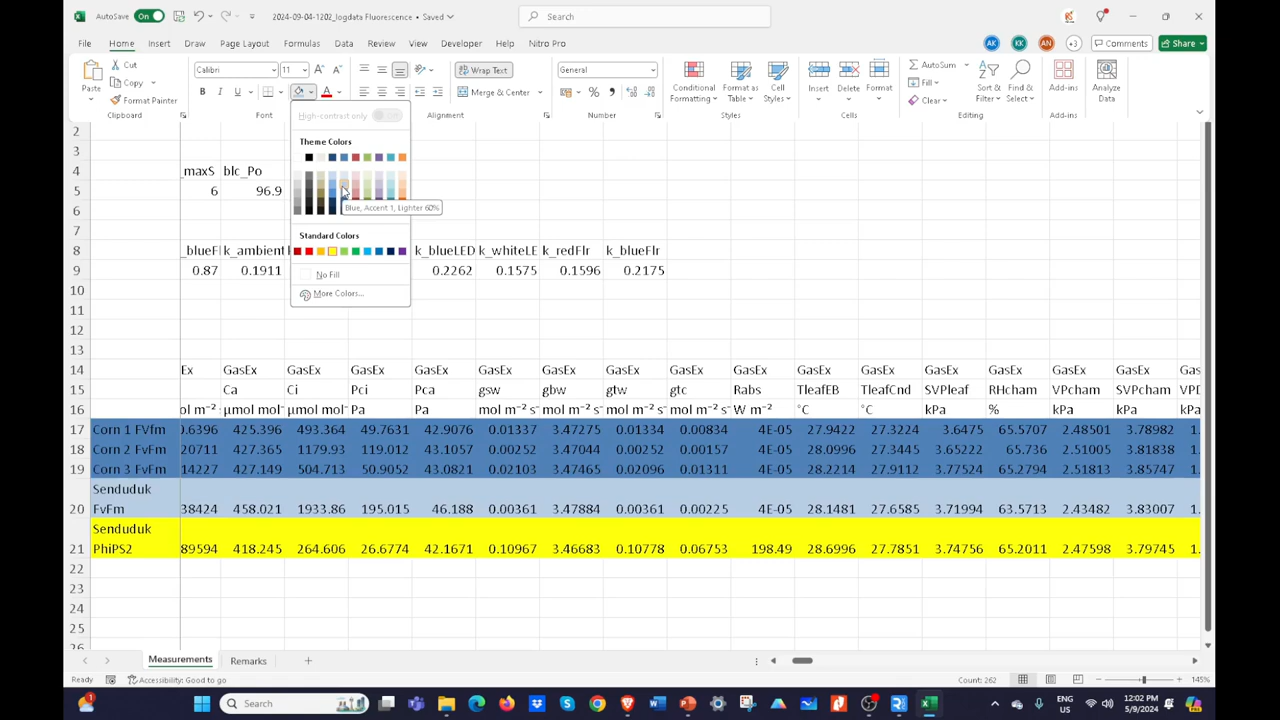 AutoSave On 2024-09-04-1202_logdata Fluorescence • Saved Search
File Home Insert Draw Page Layout Formulas Data Review View Developer Help Nitro Pro AK KK AN +3 Comments Share
Cut
Copy
Format Painter
Paste
Clipboard
Calibri 11
B I U
Font
Wrap Text
Merge & Center
Alignment
General
Number
Conditional Formatting
Format as Table
Cell Styles
Styles
Insert
Delete
Format
Cells
AutoSum
Fill
Clear
Sort & Filter
Find & Select
Editing
Add-ins
Add-ins
Analyze Data
High-contrast only
Theme Colors
Blue, Accent 1, Lighter 60%
Standard Colors
No Fill
More Colors...
2
3
4 _maxS blc_Po
5 6 96.9
6
7
8 _blueF k_ambient k_blueLED k_whiteLE k_redFlr k_blueFlr
9 0.87 0.1911 0.2262 0.1575 0.1596 0.2175
10
11
12
13
14 Ex GasEx GasEx GasEx GasEx GasEx GasEx GasEx GasEx GasEx GasEx GasEx GasEx GasEx GasEx GasEx Gas
15 Ca Ci Pci Pca gsw gbw gtw gtc Rabs TleafEB TleafCnd SVPleaf RHcham VPcham SVPcham VPD
16 ol m⁻² µmol mol⁻ µmol mol⁻ Pa Pa mol m⁻² s⁻ mol m⁻² s⁻ mol m⁻² s⁻ mol m⁻² s⁻ W m⁻² °C °C kPa % kPa kPa kPa
17 Corn 1 FVfm 0.6396 425.396 493.364 49.7631 42.9076 0.01337 3.47275 0.01334 0.00834 4E-05 27.9422 27.3224 3.6475 65.5707 2.48501 3.78982 1.
18 Corn 2 FvFm 20711 427.365 1179.93 119.012 43.1057 0.00252 3.47044 0.00252 0.00157 4E-05 28.0996 27.3445 3.65222 65.736 2.51005 3.81838 1.
19 Corn 3 FvFm 14227 427.149 504.713 50.9052 43.0821 0.02103 3.47465 0.02096 0.01311 4E-05 28.2214 27.9112 3.77524 65.2794 2.51813 3.85747 1.
Senduduk
20 FvFm 38424 458.021 1933.86 195.015 46.188 0.00361 3.47884 0.00361 0.00225 4E-05 28.1481 27.6585 3.71994 63.5713 2.43482 3.83007 1.
Senduduk
21 PhiPS2 89594 418.245 264.606 26.6774 42.1671 0.10967 3.46683 0.10778 0.06753 198.49 28.6996 27.7851 3.74756 65.2011 2.47598 3.79745 1.
22
23
24
25
26
Measurements Remarks
Ready Accessibility: Good to go Count: 262 145%
1 Search ENG US 12:02 PM 5/9/2024